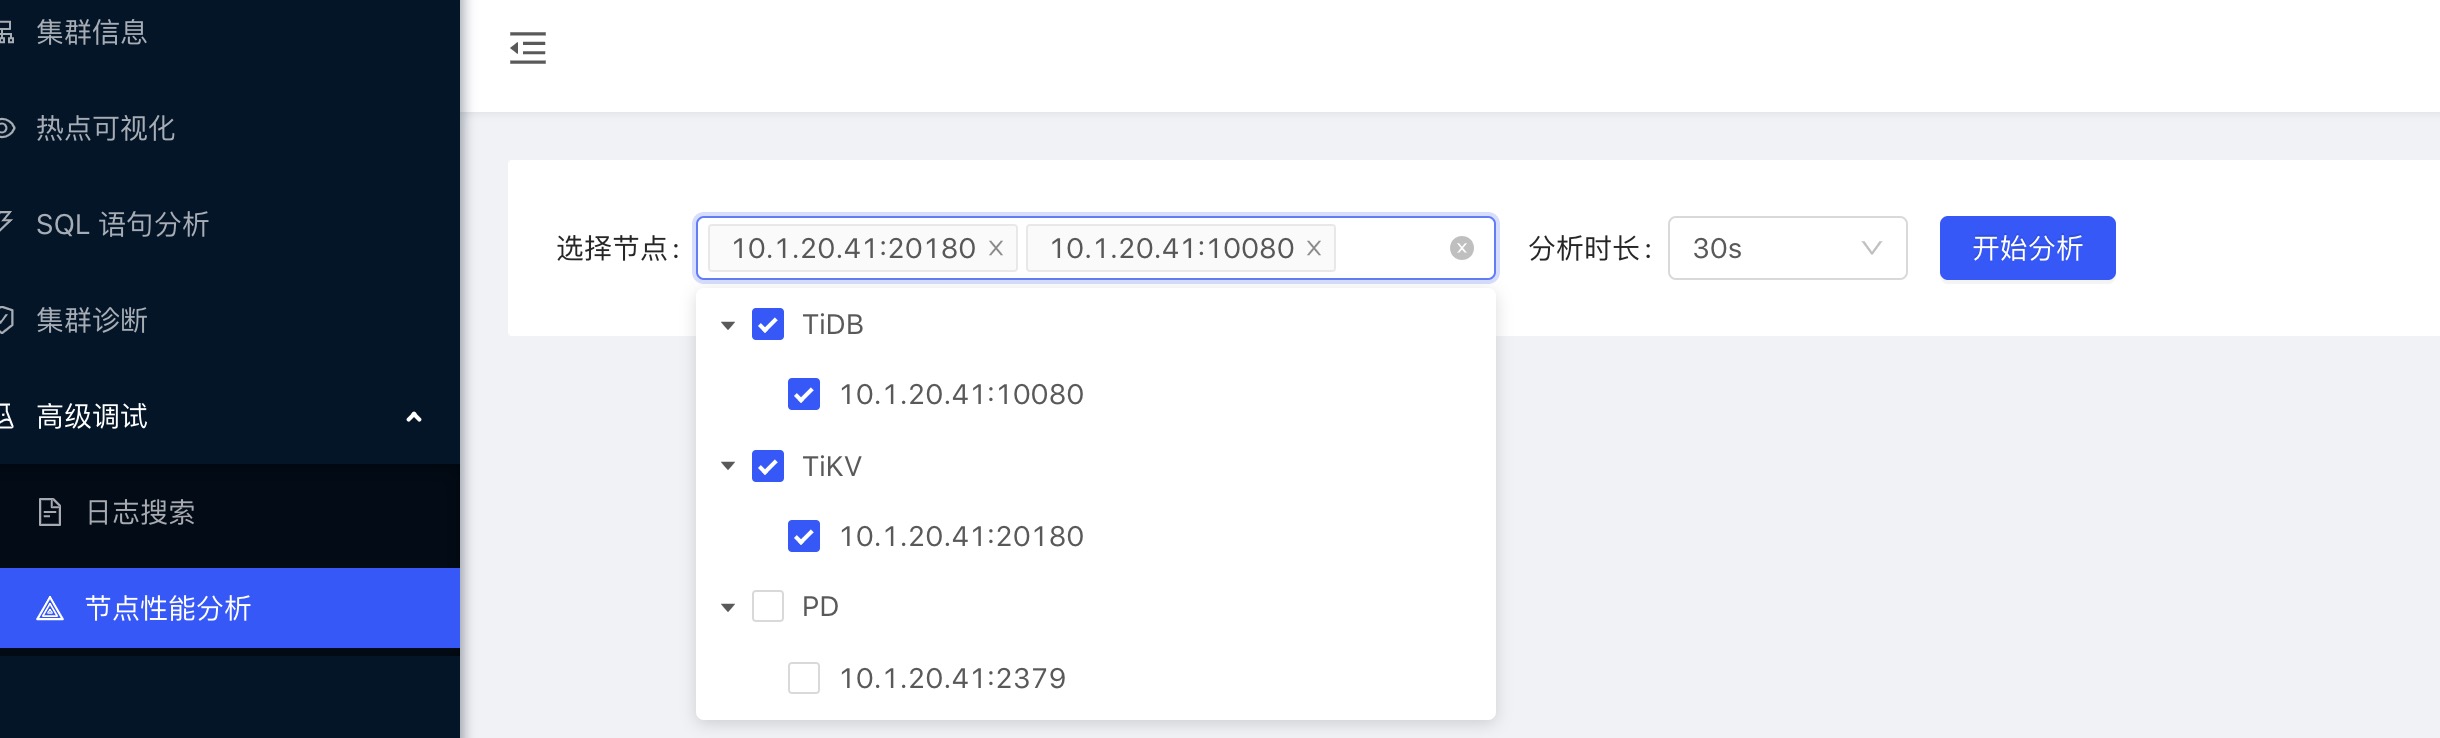 集群信息
热点可视化
SQL 语句分析
集群诊断
高级调试
日志搜索
节点性能分析
选择节点: 10.1.20.41:20180 10.1.20.41:10080 分析时长: 30s 开始分析
TiDB
10.1.20.41:10080
TiKV
10.1.20.41:20180
PD
10.1.20.41:2379